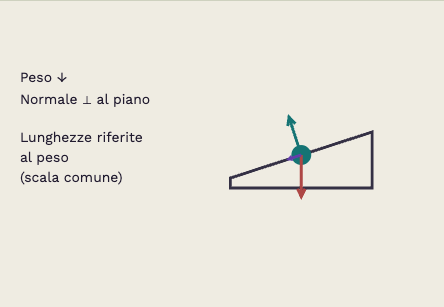 Peso ↓
Normale ⊥ al piano
Lunghezze riferite
al peso
(scala comune)